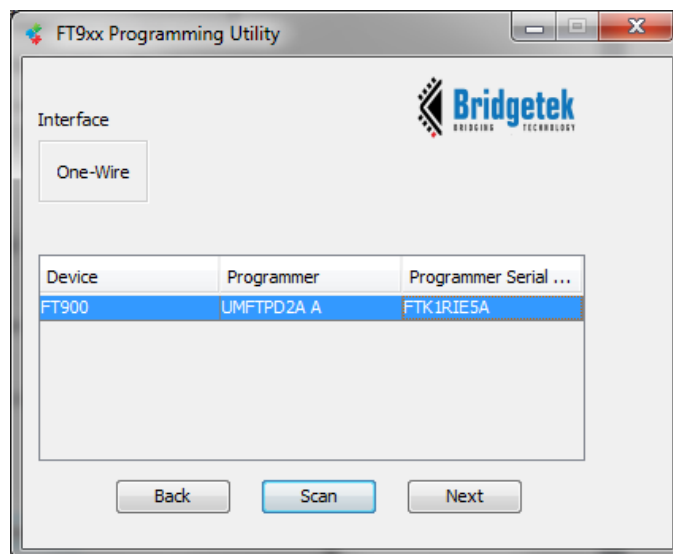 FT9xx Programming Utility
Bridgetek
BRIDGING TECHNOLOGY
Interface
One-Wire
Device Programmer Programmer Serial ...
FT900 UMFTPD2A A FTK1RIE5A
Back Scan Next